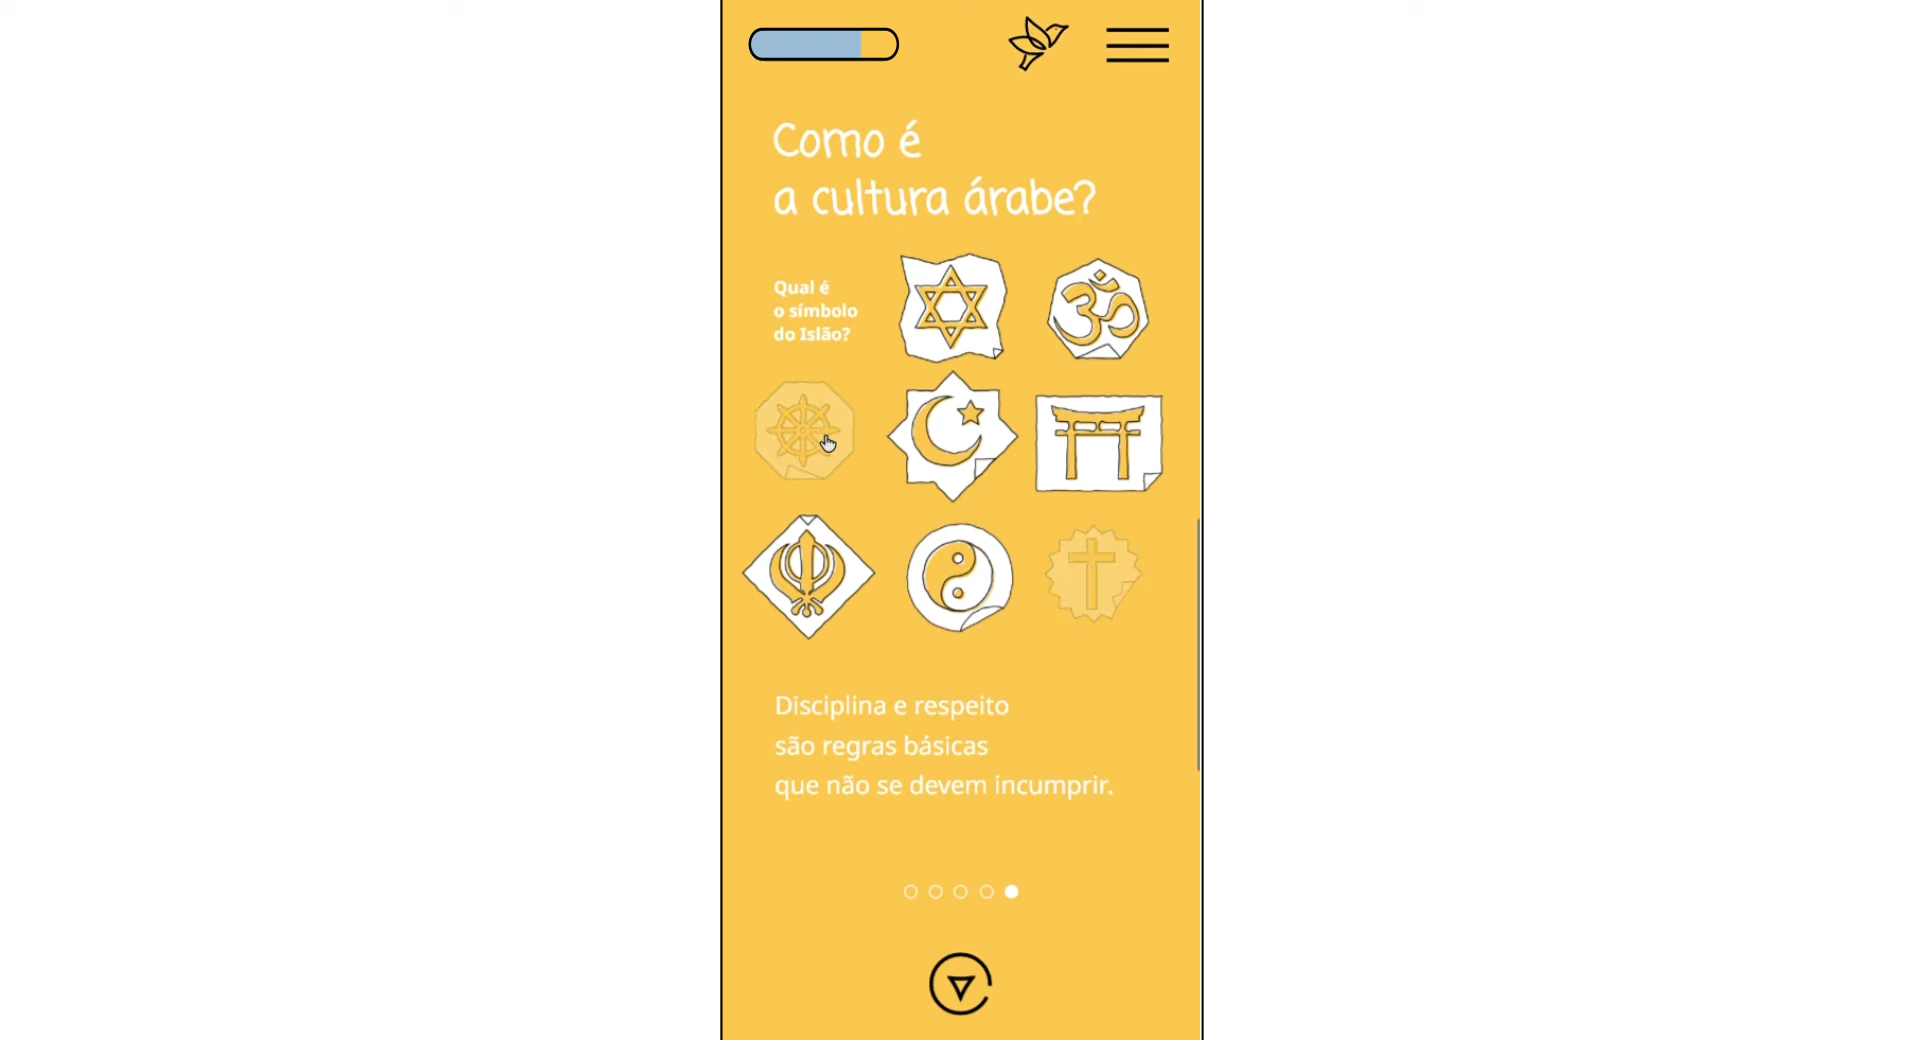 Como é
a cultura árabe?
Qual é
o símbolo
do Islão?
Disciplina e respeito
são regras básicas
que não se devem incumprir.